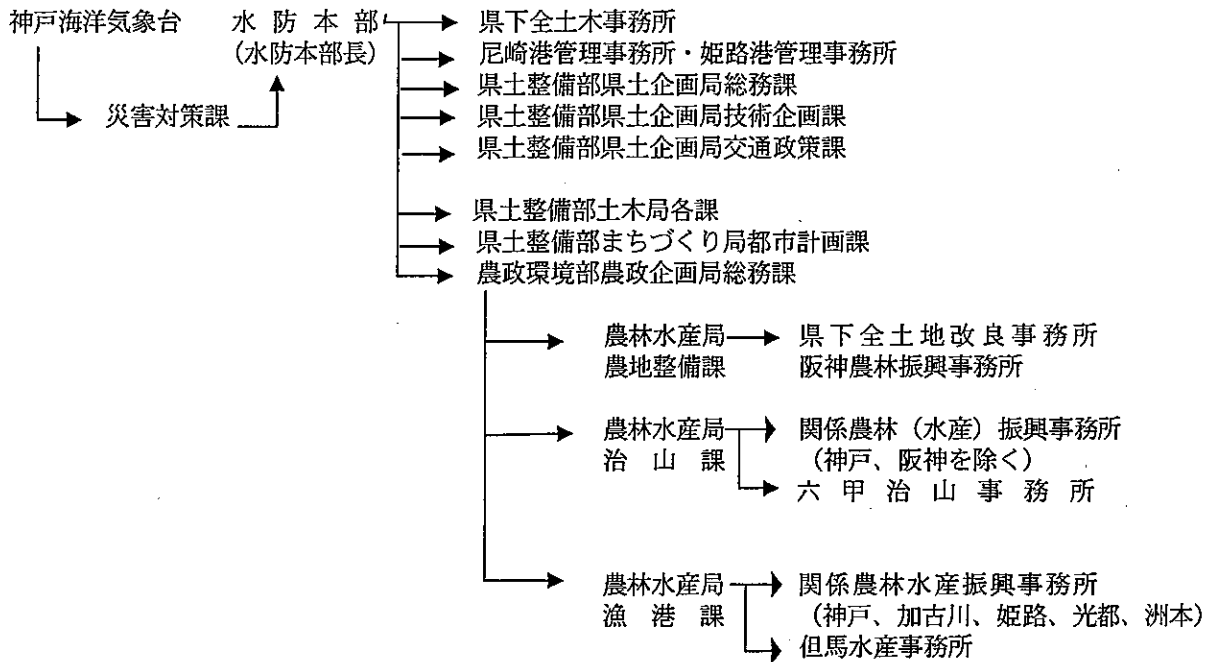 神戸海洋気象台 水防本部 県下全土木事務所
(水防本部長) 尼崎港管理事務所・姫路港管理事務所
県土整備部県土企画局総務課
災害対策課 県土整備部県土企画局技術企画課
県土整備部県土企画局交通政策課
県土整備部土木局各課
県土整備部まちづくり局都市計画課
農政環境部農政企画局総務課
農林水産局 県下全土地改良事務所
農地整備課 阪神農林振興事務所
農林水産局 関係農林（水産）振興事務所
治山課 （神戸、阪神を除く）
六甲治山事務所
農林水産局 関係農林水産振興事務所
漁港課 （神戸、加古川、姫路、光都、洲本）
但馬水産事務所